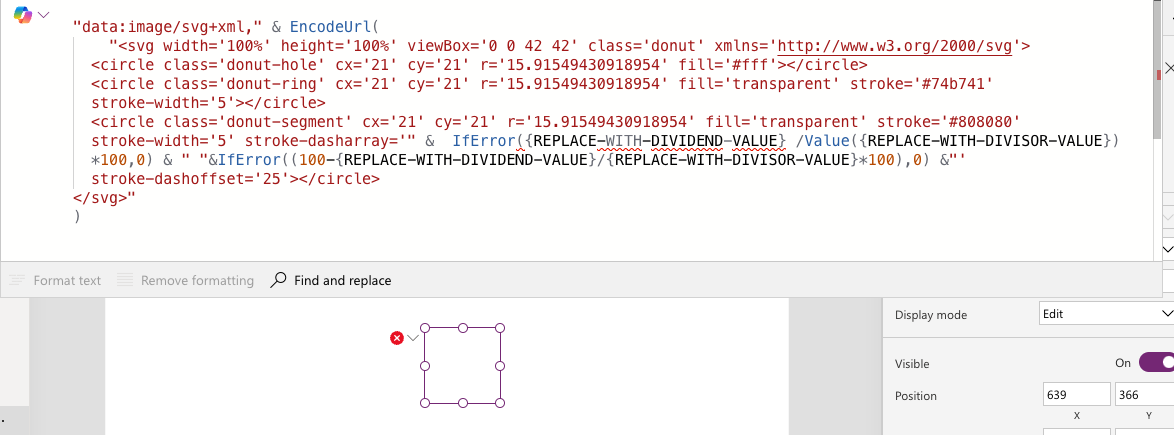 "data:image/svg+xml," & EncodeUrl(
"<svg width='100%' height='100%' viewBox='0 0 42 42' class='donut' xmlns='http://www.w3.org/2000/svg'>
<circle class='donut-hole' cx='21' cy='21' r='15.91549430918954' fill='#fff'></circle>
<circle class='donut-ring' cx='21' cy='21' r='15.91549430918954' fill='transparent' stroke='#74b741'
stroke-width='5'></circle>
<circle class='donut-segment' cx='21' cy='21' r='15.91549430918954' fill='transparent' stroke='#808080'
stroke-width='5' stroke-dasharray='" &  IfError({REPLACE-WITH-DIVIDEND-VALUE} /Value({REPLACE-WITH-DIVISOR-VALUE})
*100,0) & " "&IfError((100-{REPLACE-WITH-DIVIDEND-VALUE}/{REPLACE-WITH-DIVISOR-VALUE}*100),0) &"'
stroke-dashoffset='25'></circle>
</svg>"
)
Format text Remove formatting Find and replace
Display mode Edit
Visible On
Position 639 366
X Y